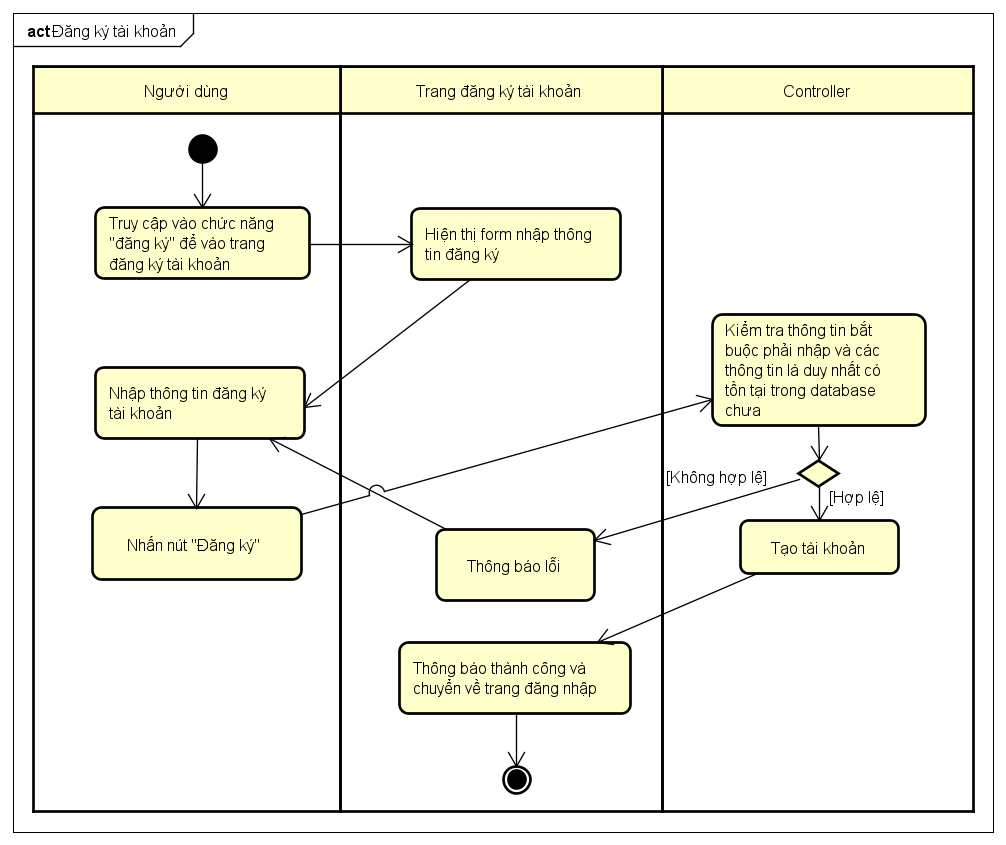 act Đăng ký tài khoản
Người dùng
Trang đăng ký tài khoản
Controller
Truy cập vào chức năng
"đăng ký" để vào trang
đăng ký tài khoản
Hiện thị form nhập thông
tin đăng ký
Kiểm tra thông tin bắt
buộc phải nhập và các
thông tin là duy nhất có
tồn tại trong database
chưa
Nhập thông tin đăng ký
tài khoản
[Không hợp lệ]
[Hợp lệ]
Nhấn nút "Đăng ký"
Thông báo lỗi
Tạo tài khoản
Thông báo thành công và
chuyển về trang đăng nhập